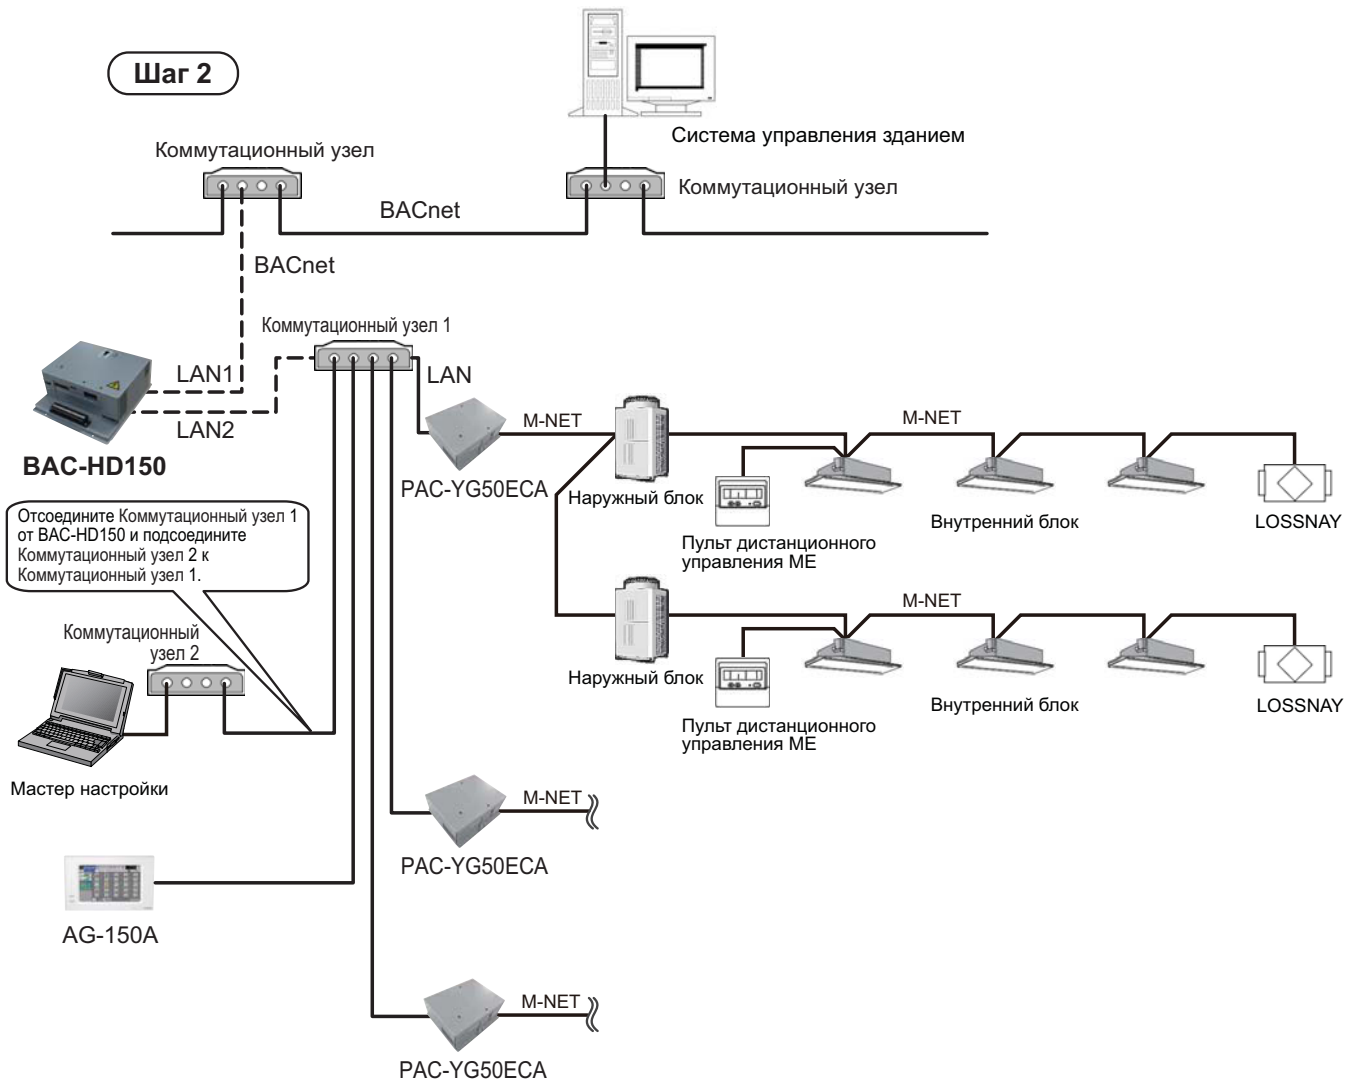 Шаг 2
Система управления зданием
Коммутационный узел
Коммутационный узел
BACnet
BACnet
Коммутационный узел 1
LAN1
LAN
LAN2
BAC-HD150
PAC-YG50ECA
M-NET
M-NET
Наружный блок
Пульт дистанционного
управления ME
Внутренний блок
LOSSNAY
Отсоедините Коммутационный узел 1
от BAC-HD150 и подсоедините
Коммутационный узел 2 к
Коммутационный узел 1.
M-NET
Наружный блок
Пульт дистанционного
управления ME
Внутренний блок
LOSSNAY
Коммутационный
узел 2
Мастер настройки
M-NET
PAC-YG50ECA
AG-150A
M-NET
PAC-YG50ECA